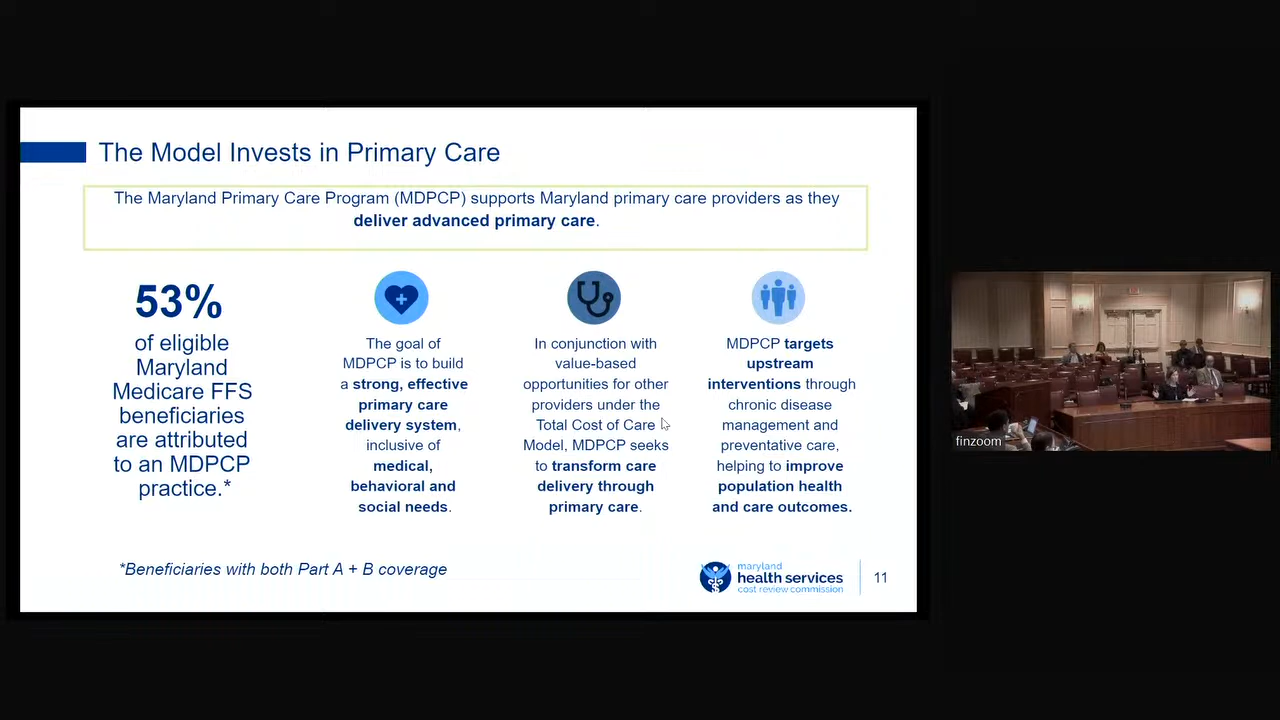 The Model Invests in Primary Care
The Maryland Primary Care Program (MDPCP) supports Maryland primary care providers as they
deliver advanced primary care.
53%
of eligible
Maryland
Medicare FFS
beneficiaries
are attributed
to an MDPCP
practice.*
The goal of
MDPCP is to build
a strong, effective
primary care
delivery system,
inclusive of
medical,
behavioral and
social needs.
In conjunction with
value-based
opportunities for other
providers under the
Total Cost of Care
Model, MDPCP seeks
to transform care
delivery through
primary care.
MDPCP targets
upstream
interventions through
chronic disease
management and
preventative care,
helping to improve
population health
and care outcomes.
*Beneficiaries with both Part A + B coverage
maryland
health services
cost review commission
11
finzoom